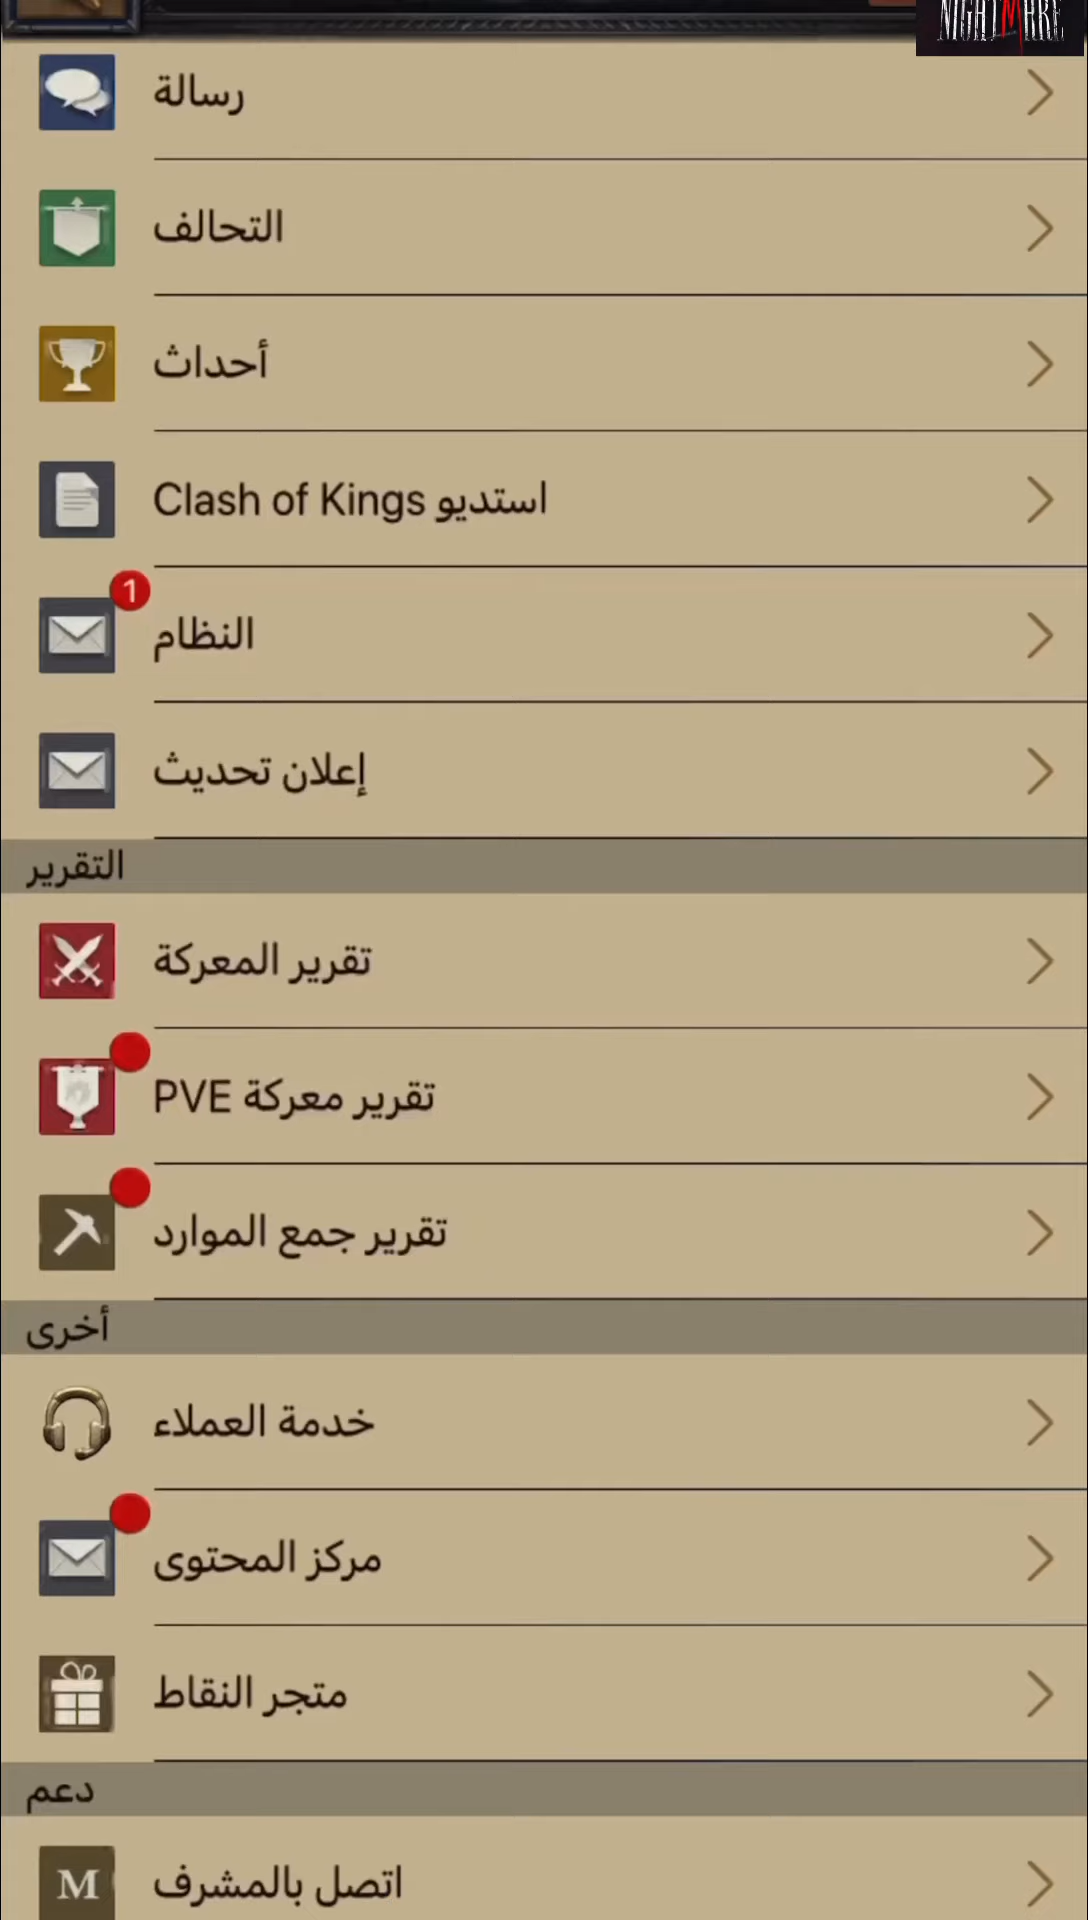 NIGHTMARE
رسالة
التحالف
أحداث
Clash of Kings استديو
1
النظام
إعلان تحديث
التقرير
تقرير المعركة
تقرير معركة PVE
تقرير جمع الموارد
أخرى
خدمة العملاء
مركز المحتوى
متجر النقاط
دعم
M
اتصل بالمشرف